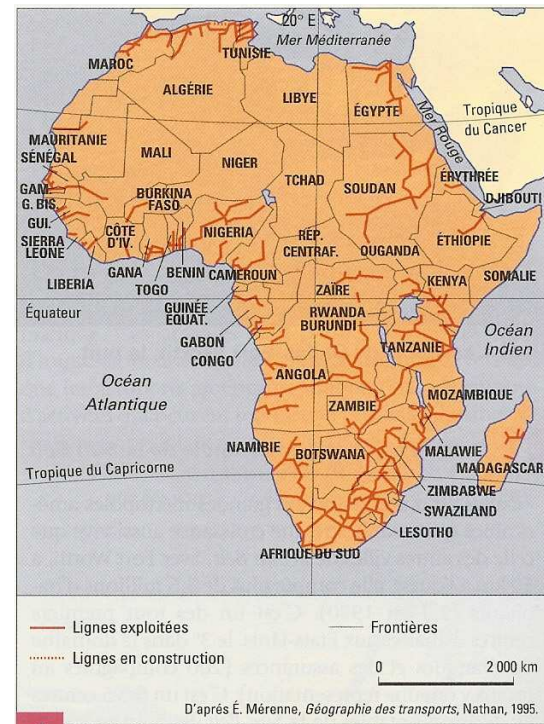 20° E
Mer Méditerranée
TUNISIE
MAROC
ALGÉRIE
LIBYE
ÉGYPTE
Tropique
du Cancer
Mer Rouge
MAURITANIE
SÉNÉGAL
MALI
NIGER
TCHAD
SOUDAN
ÉRYTHRÉE
DJIBOUTI
GAM.
G. BIS.
GUI.
SIERRA
LEONE
BURKINA
FASO
CÔTE
D'IV.
NIGERIA
RÉP.
CENTRAF.
OUGANDA
ÉTHIOPIE
LIBERIA
GANA
TOGO
BENIN
CAMEROUN
SOMALIE
KENYA
ZAÏRE
GUINÉE
EQUAT.
Équateur
RWANDA
BURUNDI
GABON
CONGO
TANZANIE
Océan
Indien
Océan
Atlantique
ANGOLA
ZAMBIE
MOZAMBIQUE
NAMIBIE
BOTSWANA
MALAWIE
MADAGASCAR
Tropique du Capricorne
ZIMBABWE
SWAZILAND
LESOTHO
AFRIQUE DU SUD
Lignes exploitées
Frontières
Lignes en construction
0 2 000 km
D'aprés É. Mérenne, Géographie des transports, Nathan, 1995.